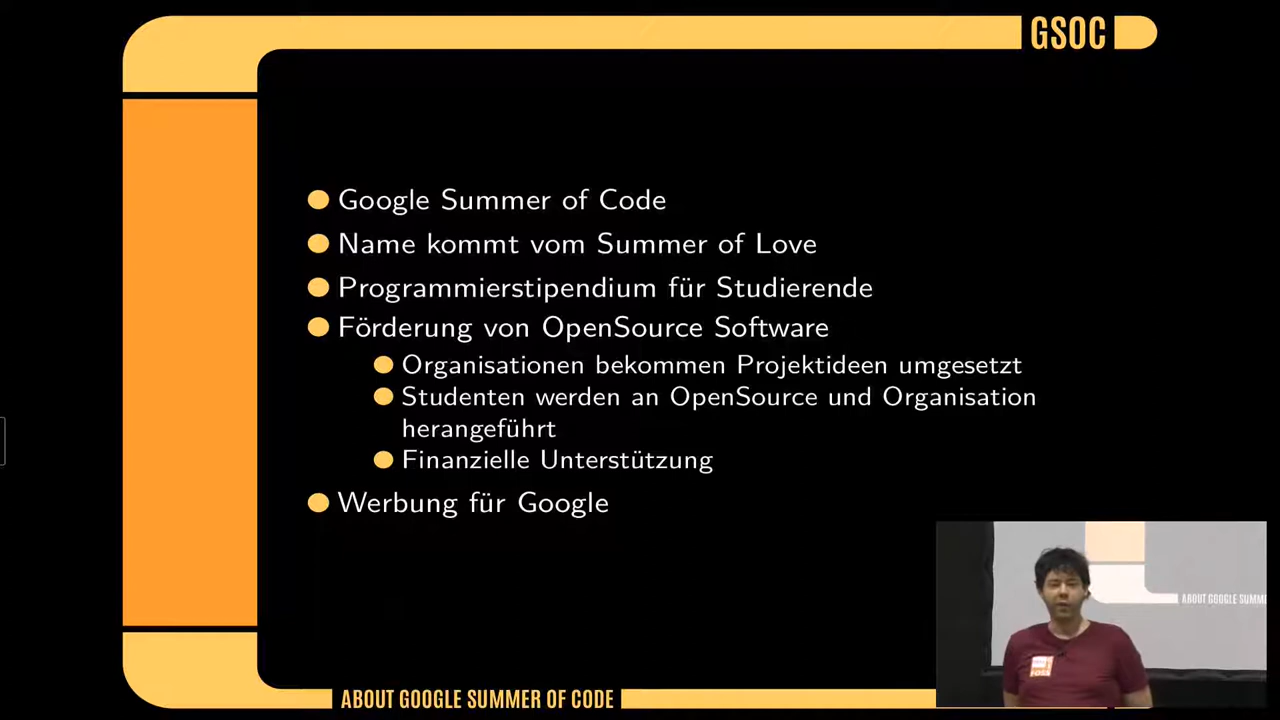 GSOC
Google Summer of Code
Name kommt vom Summer of Love
Programmierstipendium für Studierende
Förderung von OpenSource Software
Organisationen bekommen Projektideen umgesetzt
Studenten werden an OpenSource und Organisation
herangeführt
Finanzielle Unterstützung
Werbung für Google
ABOUT GOOGLE SUMME
ABOUT GOOGLE SUMMER OF CODE